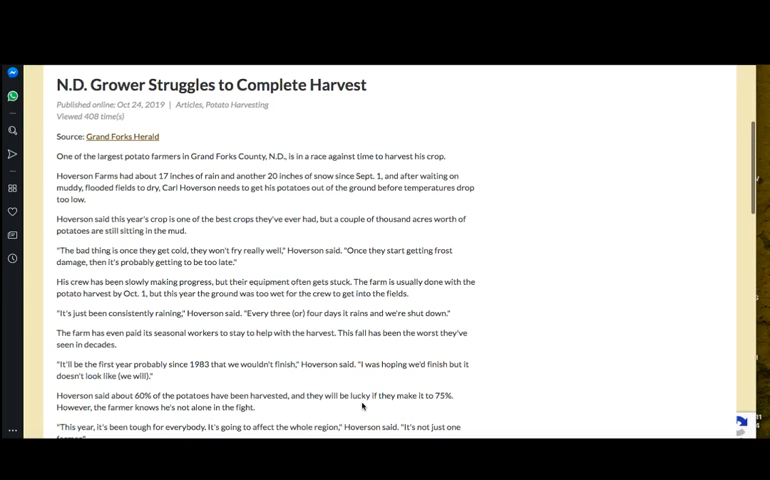 N.D. Grower Struggles to Complete Harvest
Published online: Oct 24, 2019 | Articles, Potato Harvesting
Viewed 408 time(s)
Source: Grand Forks Herald
One of the largest potato farmers in Grand Forks County, N.D., is in a race against time to harvest his crop.
Hoverson Farms had about 17 inches of rain and another 20 inches of snow since Sept. 1, and after waiting on
muddy, flooded fields to dry, Carl Hoverson needs to get his potatoes out of the ground before temperatures drop
too low.
Hoverson said this year's crop is one of the best crops they've ever had, but a couple of thousand acres worth of
potatoes are still sitting in the mud.
"The bad thing is once they get cold, they won't fry really well," Hoverson said. "Once they start getting frost
damage, then it's probably getting to be too late."
His crew has been slowly making progress, but their equipment often gets stuck. The farm is usually done with the
potato harvest by Oct. 1, but this year the ground was too wet for the crew to get into the fields.
"It's just been consistently raining," Hoverson said. "Every three (or) four days it rains and we're shut down."
The farm has even paid its seasonal workers to stay to help with the harvest. This fall has been the worst they've
seen in decades.
"It'll be the first year probably since 1983 that we wouldn't finish," Hoverson said. "I was hoping we'd finish but it
doesn't look like (we will)."
Hoverson said about 60% of the potatoes have been harvested, and they will be lucky if they make it to 75%.
However, the farmer knows he's not alone in the fight.
"This year, it's been tough for everybody. It's going to affect the whole region," Hoverson said. "It's not just one